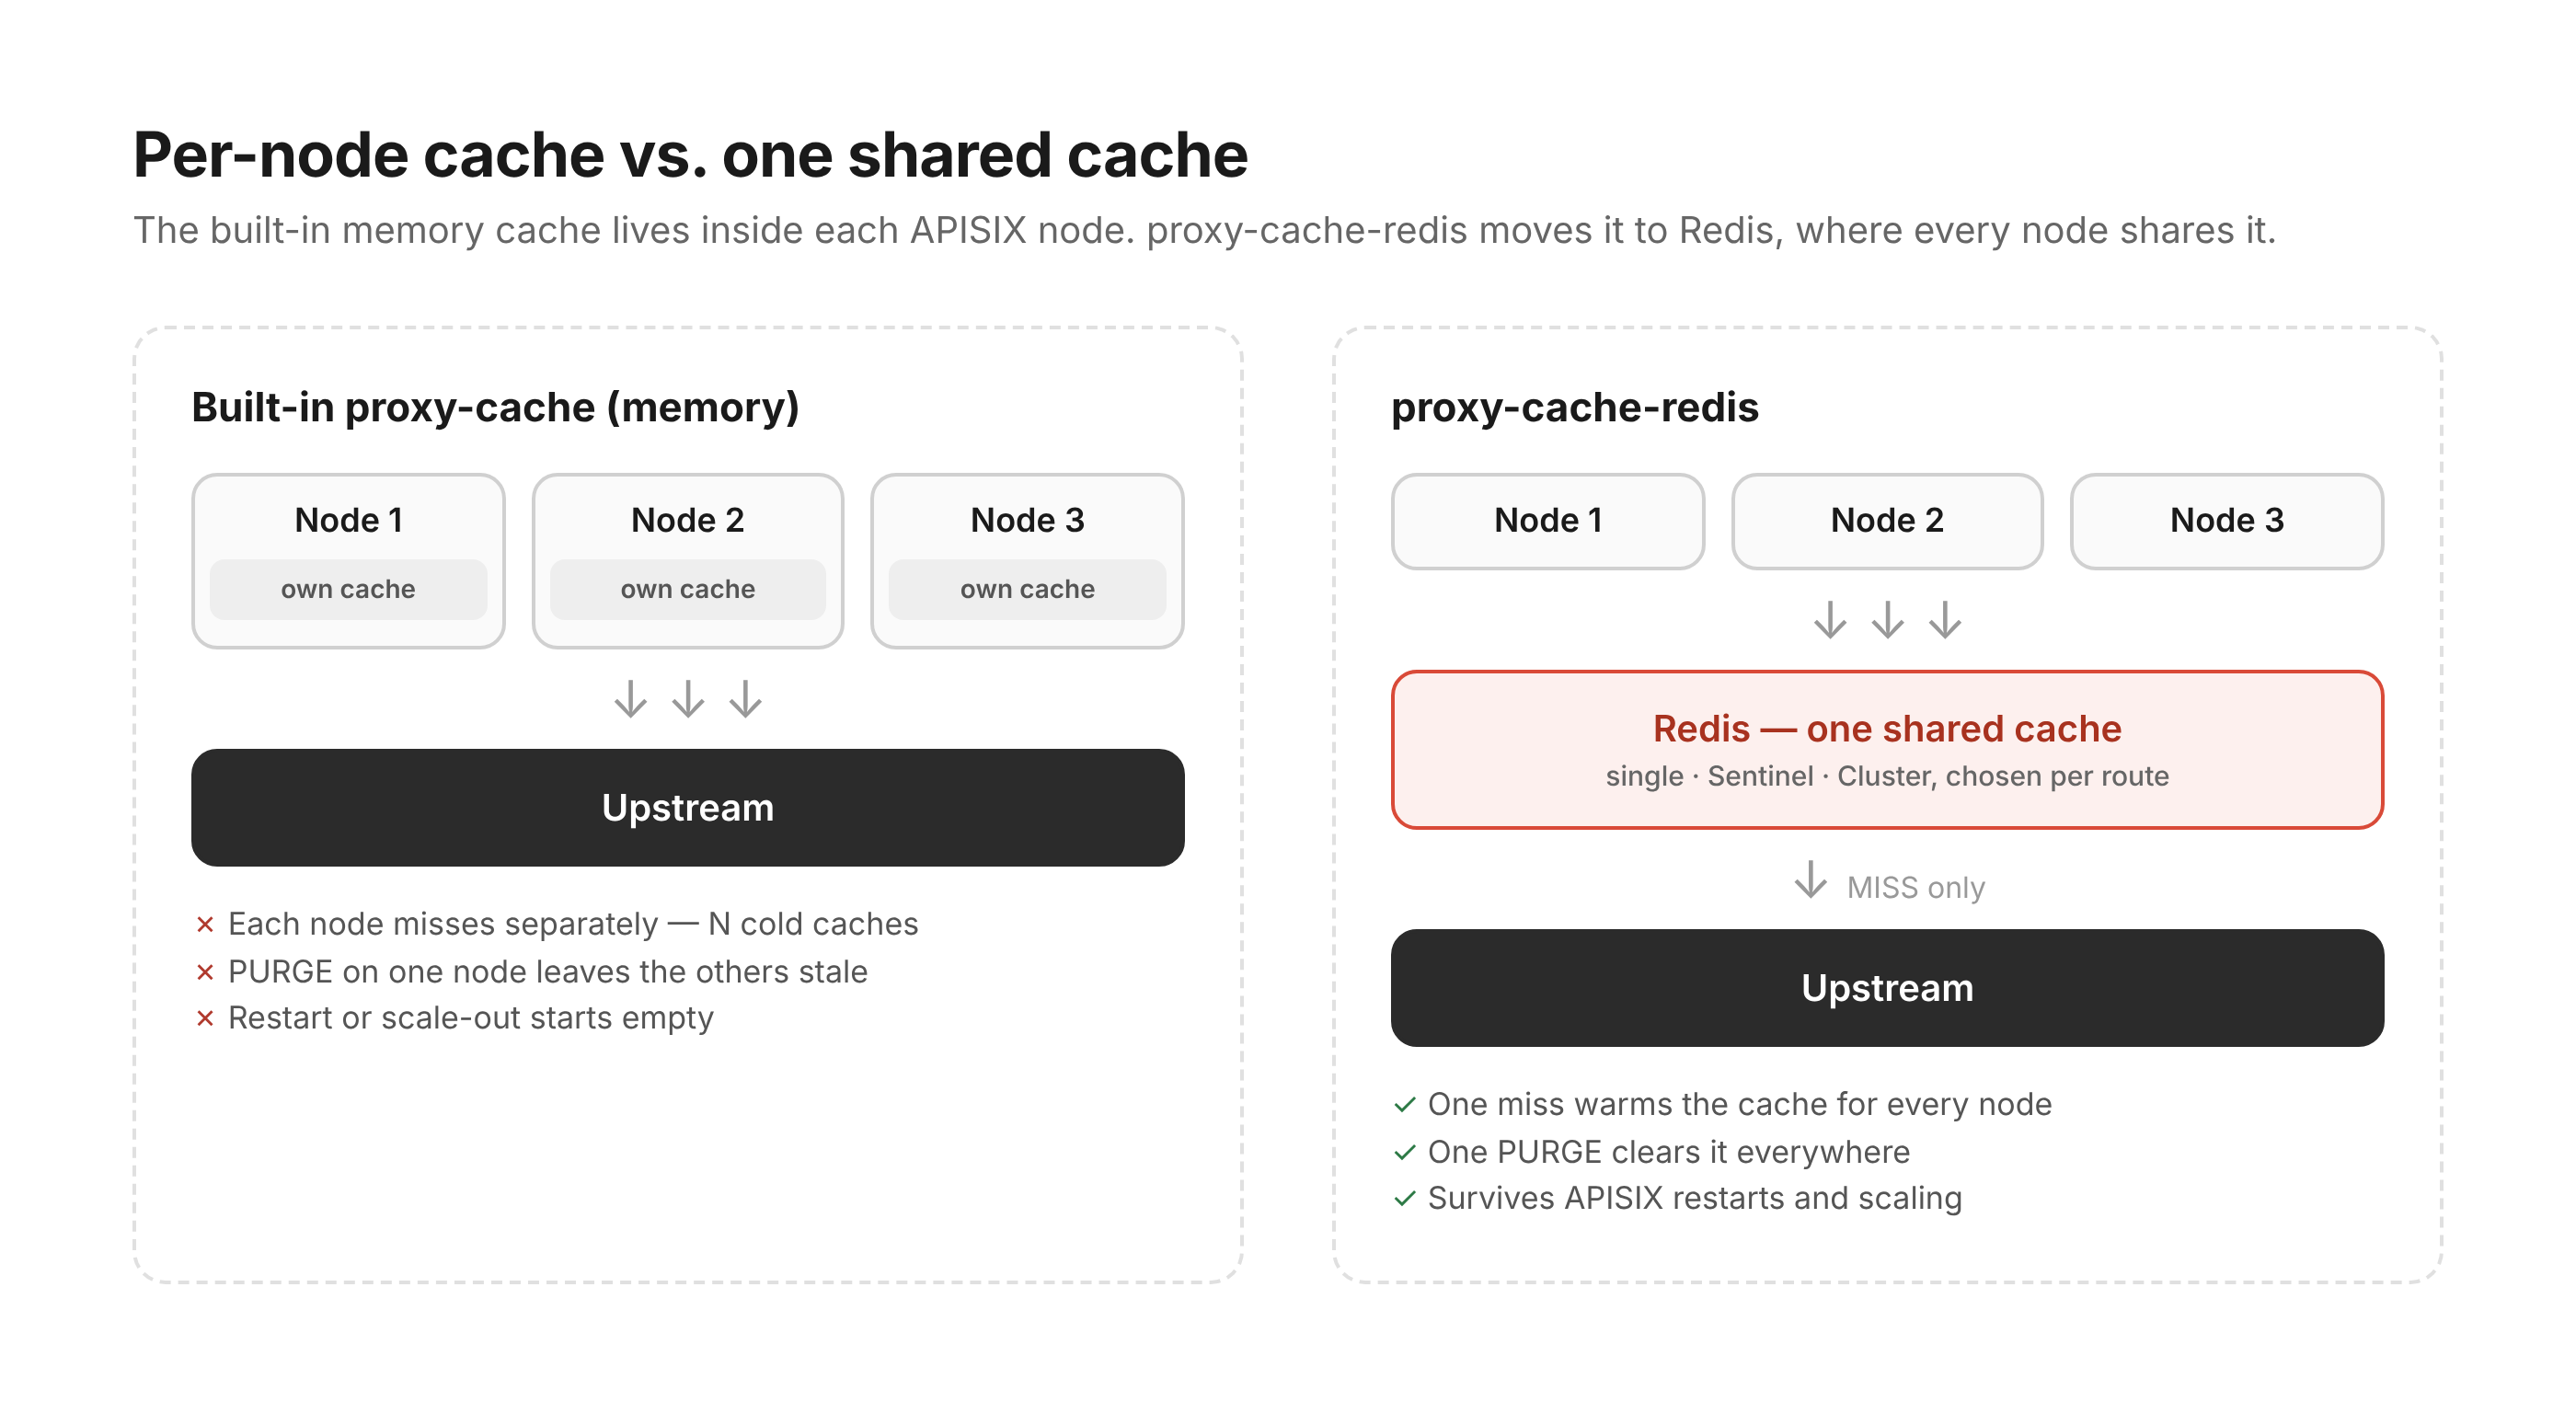 Per-node cache vs. one shared cache
The built-in memory cache lives inside each APISIX node. proxy-cache-redis moves it to Redis, where every node shares it.
Built-in proxy-cache (memory)
Node 1
own cache
Node 2
own cache
Node 3
own cache
↓ ↓ ↓
Upstream
× Each node misses separately — N cold caches
× PURGE on one node leaves the others stale
× Restart or scale-out starts empty
proxy-cache-redis
Node 1
Node 2
Node 3
↓ ↓ ↓
Redis — one shared cache
single · Sentinel · Cluster, chosen per route
↓ MISS only
Upstream
✓ One miss warms the cache for every node
✓ One PURGE clears it everywhere
✓ Survives APISIX restarts and scaling